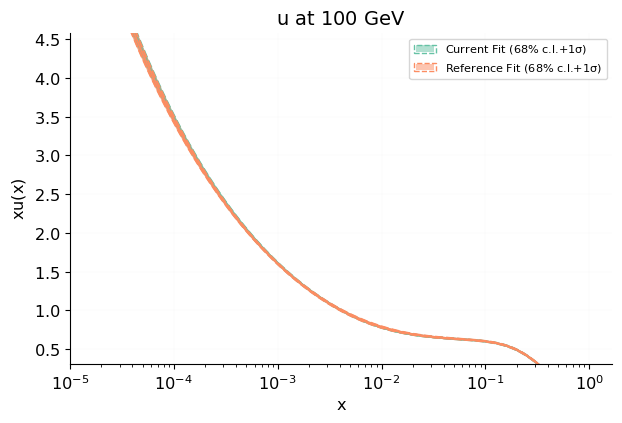 u at 100 GeV
Current Fit (68% c.l.+1σ)
Reference Fit (68% c.l.+1σ)
xu(x)
4.5
4.0
3.5
3.0
2.5
2.0
1.5
1.0
0.5
10⁻⁵ 10⁻⁴ 10⁻³ 10⁻² 10⁻¹ 10⁰
x